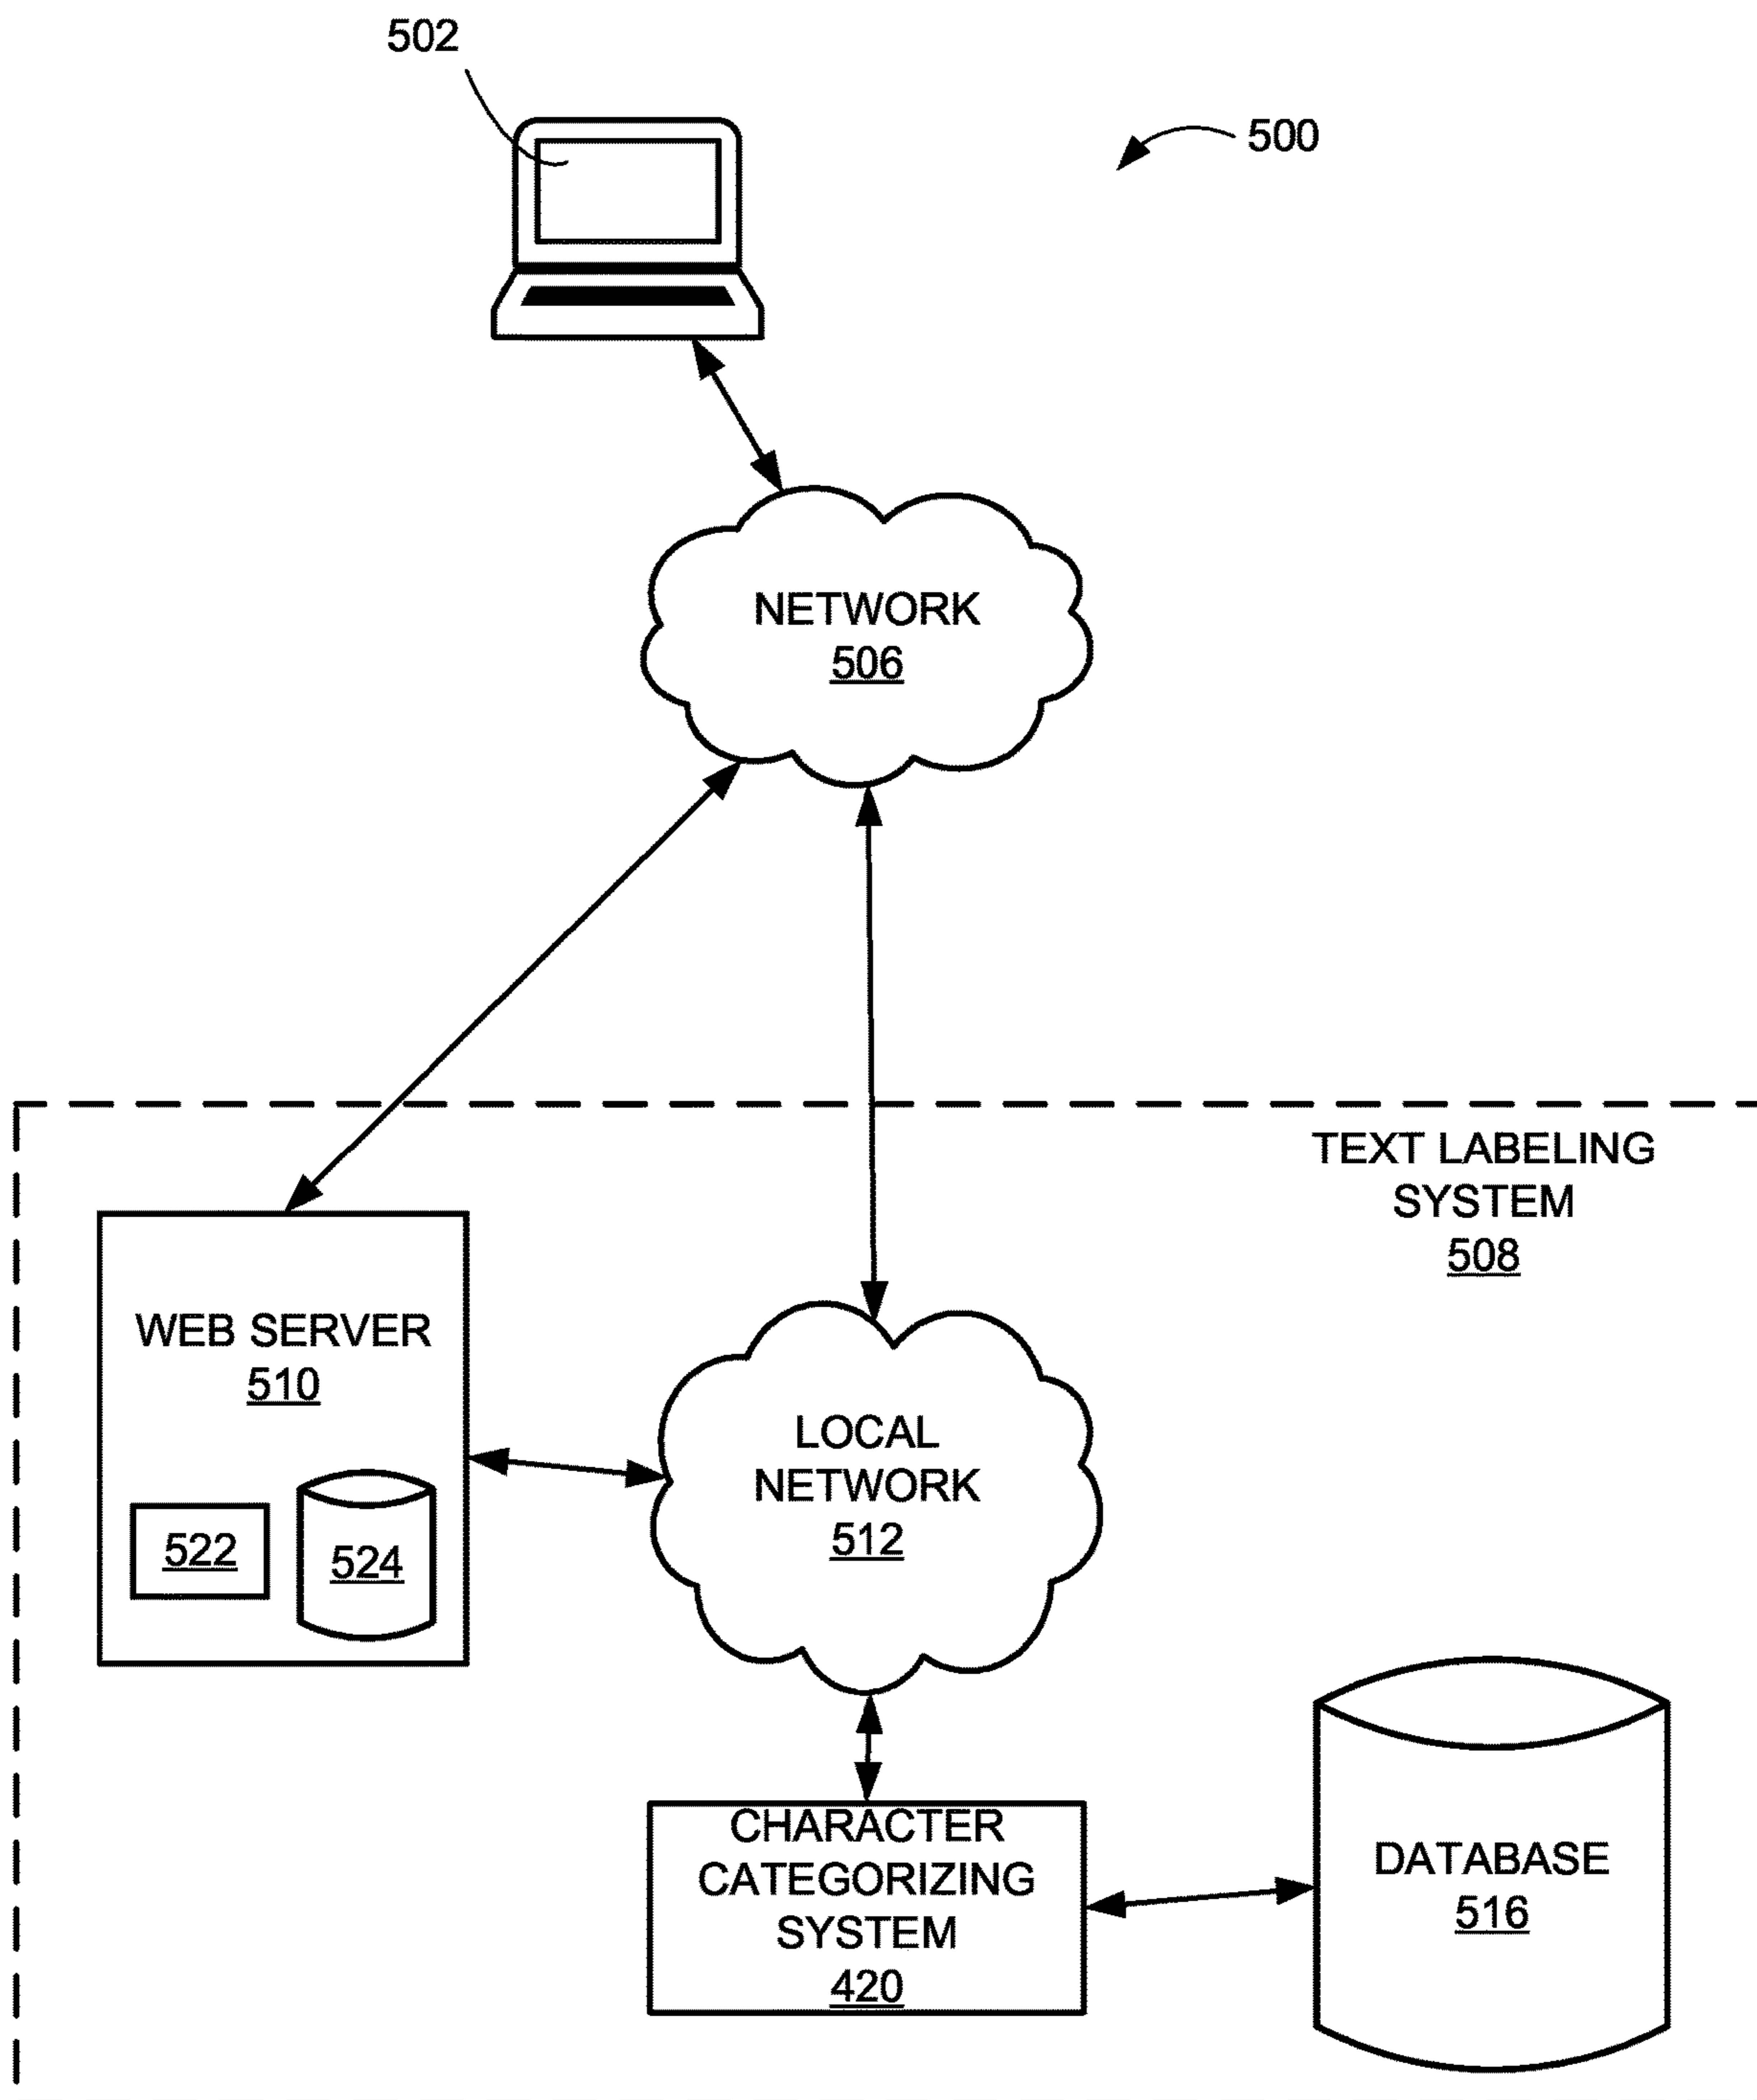 502
500
NETWORK
506
TEXT LABELING
SYSTEM
508
WEB SERVER
510
LOCAL
NETWORK
512
522
524
CHARACTER
CATEGORIZING
SYSTEM
420
DATABASE
516